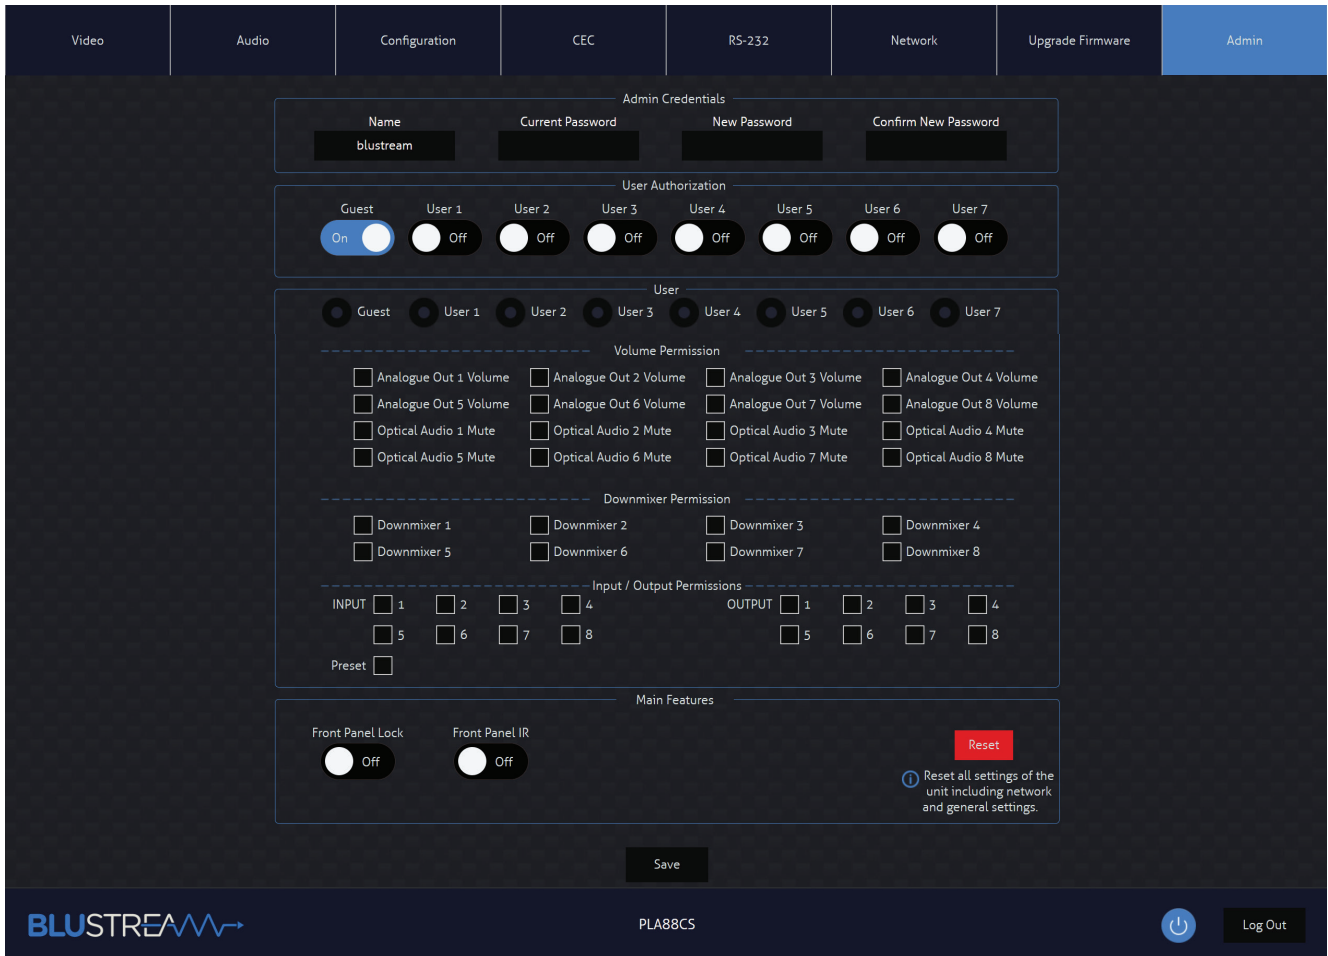 Video Audio Configuration CEC RS-232 Network Upgrade Firmware Admin
Admin Credentials
Name Current Password New Password Confirm New Password
blustream
User Authorization
Guest User 1 User 2 User 3 User 4 User 5 User 6 User 7
On Off Off Off Off Off Off Off
User
Guest User 1 User 2 User 3 User 4 User 5 User 6 User 7
Volume Permission
Analogue Out 1 Volume Analogue Out 2 Volume Analogue Out 3 Volume Analogue Out 4 Volume
Analogue Out 5 Volume Analogue Out 6 Volume Analogue Out 7 Volume Analogue Out 8 Volume
Optical Audio 1 Mute Optical Audio 2 Mute Optical Audio 3 Mute Optical Audio 4 Mute
Optical Audio 5 Mute Optical Audio 6 Mute Optical Audio 7 Mute Optical Audio 8 Mute
Downmixer Permission
Downmixer 1 Downmixer 2 Downmixer 3 Downmixer 4
Downmixer 5 Downmixer 6 Downmixer 7 Downmixer 8
Input / Output Permissions
INPUT 1 2 3 4 OUTPUT 1 2 3 4
5 6 7 8 5 6 7 8
Preset
Main Features
Front Panel Lock Front Panel IR
Off Off
Reset
Reset all settings of the
unit including network
and general settings.
Save
BLUSTREAM PLA88CS Log Out